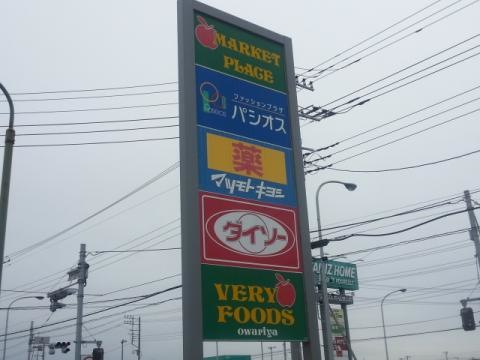 MARKET
PLACE
ファッションプラザ
パシオス
薬
マツモトキヨシ
ダイソー
VERY
FOODS
owariya
HOME